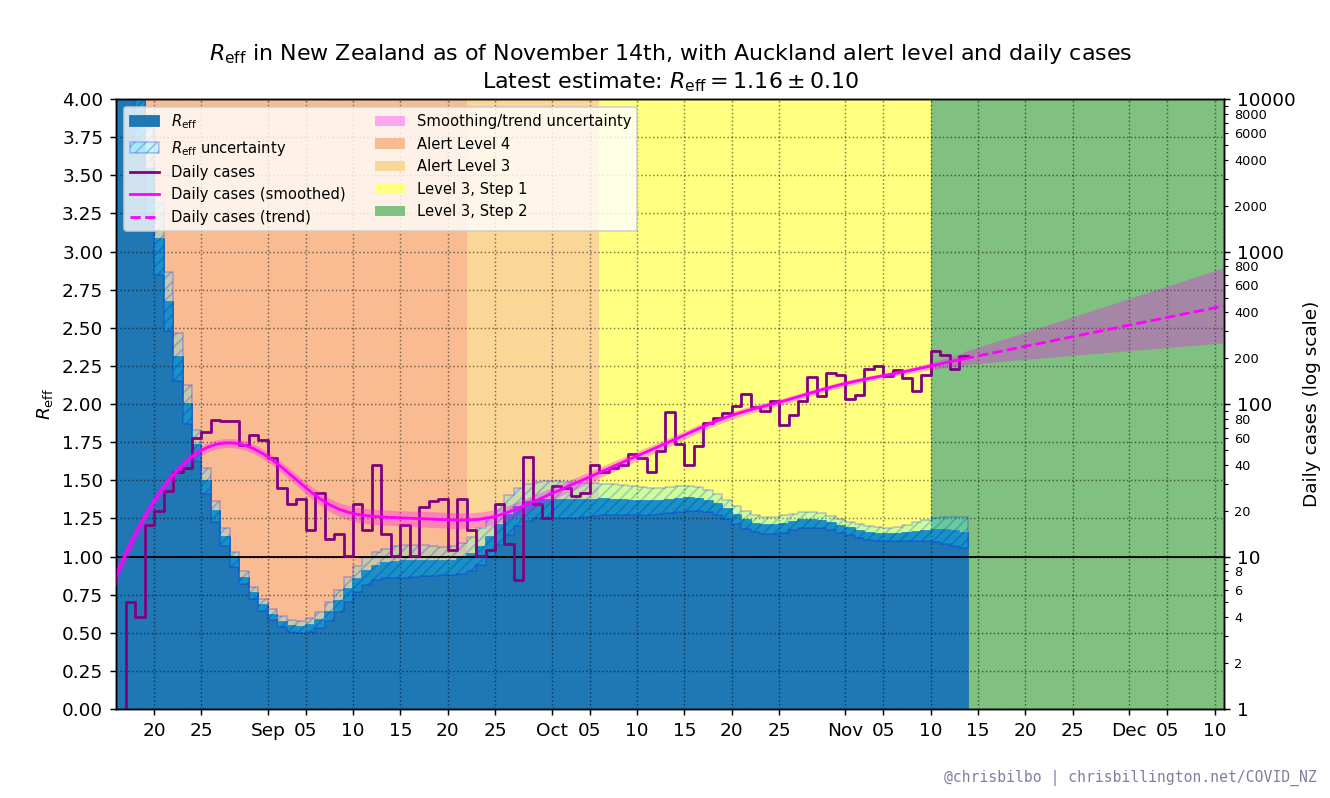 R_eff in New Zealand as of November 14th, with Auckland alert level and daily cases
Latest estimate: R_eff = 1.16 ± 0.10
R_eff
R_eff uncertainty
Daily cases
Daily cases (smoothed)
Daily cases (trend)
Smoothing/trend uncertainty
Alert Level 4
Alert Level 3
Level 3, Step 1
Level 3, Step 2
R_eff
4.00
3.75
3.50
3.25
3.00
2.75
2.50
2.25
2.00
1.75
1.50
1.25
1.00
0.75
0.50
0.25
0.00
20 25 Sep 05 10 15 20 25 Oct 05 10 15 20 25 Nov 05 10 15 20 25 Dec 05 10
10000
8000
6000
4000
2000
1000
800
600
400
200
100
80
60
40
20
10
8
6
4
2
1
Daily cases (log scale)
@chrisbilbo | chrisbillington.net/COVID_NZ